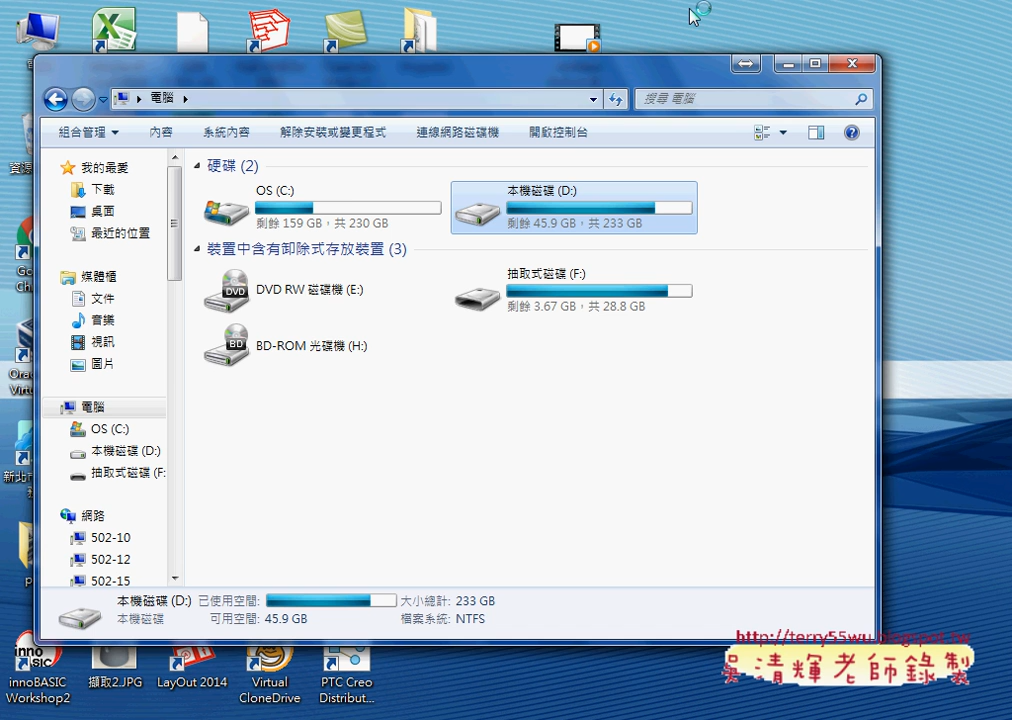 電腦
搜尋 電腦
組合管理
內容
系統內容
解除安裝或變更程式
連線網路磁碟機
開啟控制台
我的最愛
下載
桌面
最近的位置
媒體櫃
文件
音樂
視訊
圖片
電腦
OS (C:)
本機磁碟 (D:)
抽取式磁碟 (F:
網路
502-10
502-12
502-15
硬碟 (2)
OS (C:)
剩餘 159 GB，共 230 GB
本機磁碟 (D:)
剩餘 45.9 GB，共 233 GB
裝置中含有卸除式存放裝置 (3)
DVD
DVD RW 磁碟機 (E:)
抽取式磁碟 (F:)
剩餘 3.67 GB，共 28.8 GB
BD
BD-ROM 光碟機 (H:)
本機磁碟 (D:) 已使用空間: 大小總計: 233 GB
本機磁碟 可用空間: 45.9 GB 檔案系統: NTFS
http://terry55wu.blogspot.tw
吳清輝老師錄製
innoBASIC
Workshop2
擷取2.JPG
LayOut 2014
Virtual
CloneDrive
PTC Creo
Distribut...